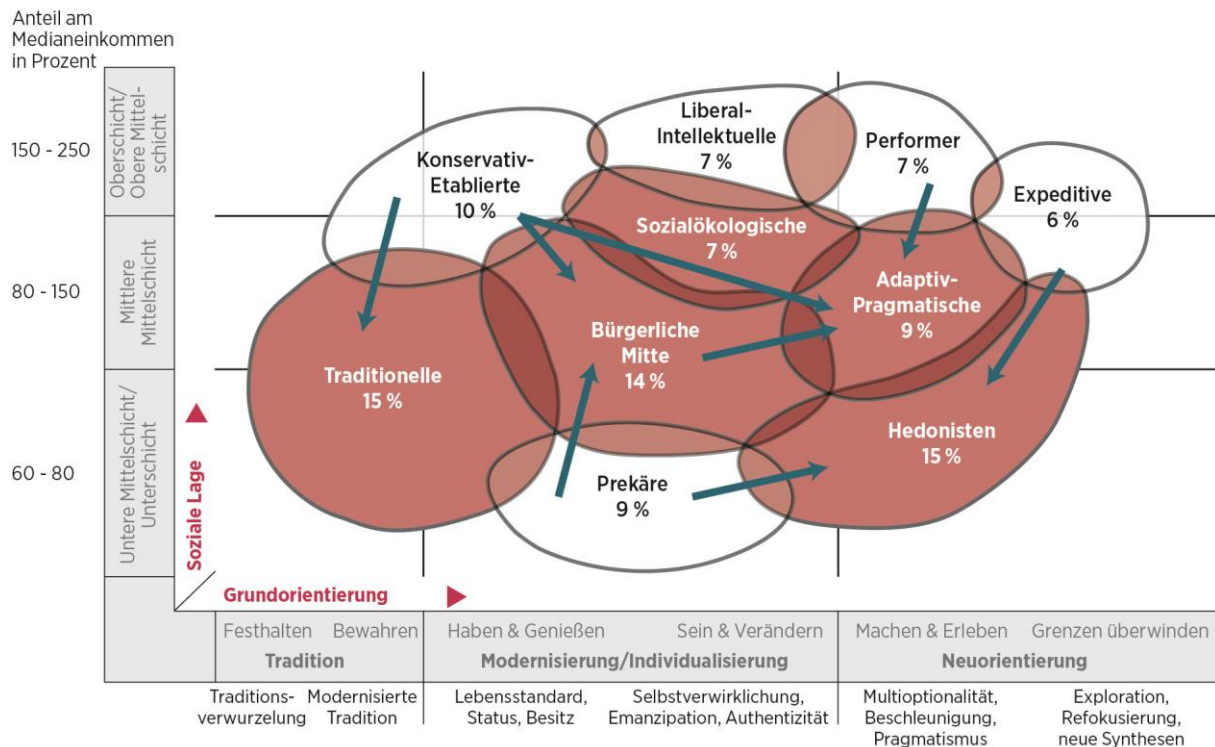 Anteil am
Medianeinkommen
in Prozent
150 - 250
80 - 150
60 - 80
Oberschicht/
Obere Mittel-
schicht
Mittlere
Mittelschicht
Untere Mittelschicht/
Unterschicht
Soziale Lage
Konservativ-
Etablierte
10 %
Liberal-
Intellektuelle
7 %
Performer
7 %
Expeditive
6 %
Sozialökologische
7 %
Adaptiv-
Pragmatische
9 %
Bürgerliche
Mitte
14 %
Traditionelle
15 %
Hedonisten
15 %
Prekäre
9 %
Grundorientierung
Festhalten
Bewahren
Haben & Genießen
Sein & Verändern
Machen & Erleben
Grenzen überwinden
Tradition
Modernisierung/Individualisierung
Neuorientierung
Traditions-
verwurzelung
Modernisierte
Tradition
Lebensstandard,
Status, Besitz
Selbstverwirklichung,
Emanzipation, Authentizität
Multioptionalität,
Beschleunigung,
Pragmatismus
Exploration,
Refokusierung,
neue Synthesen